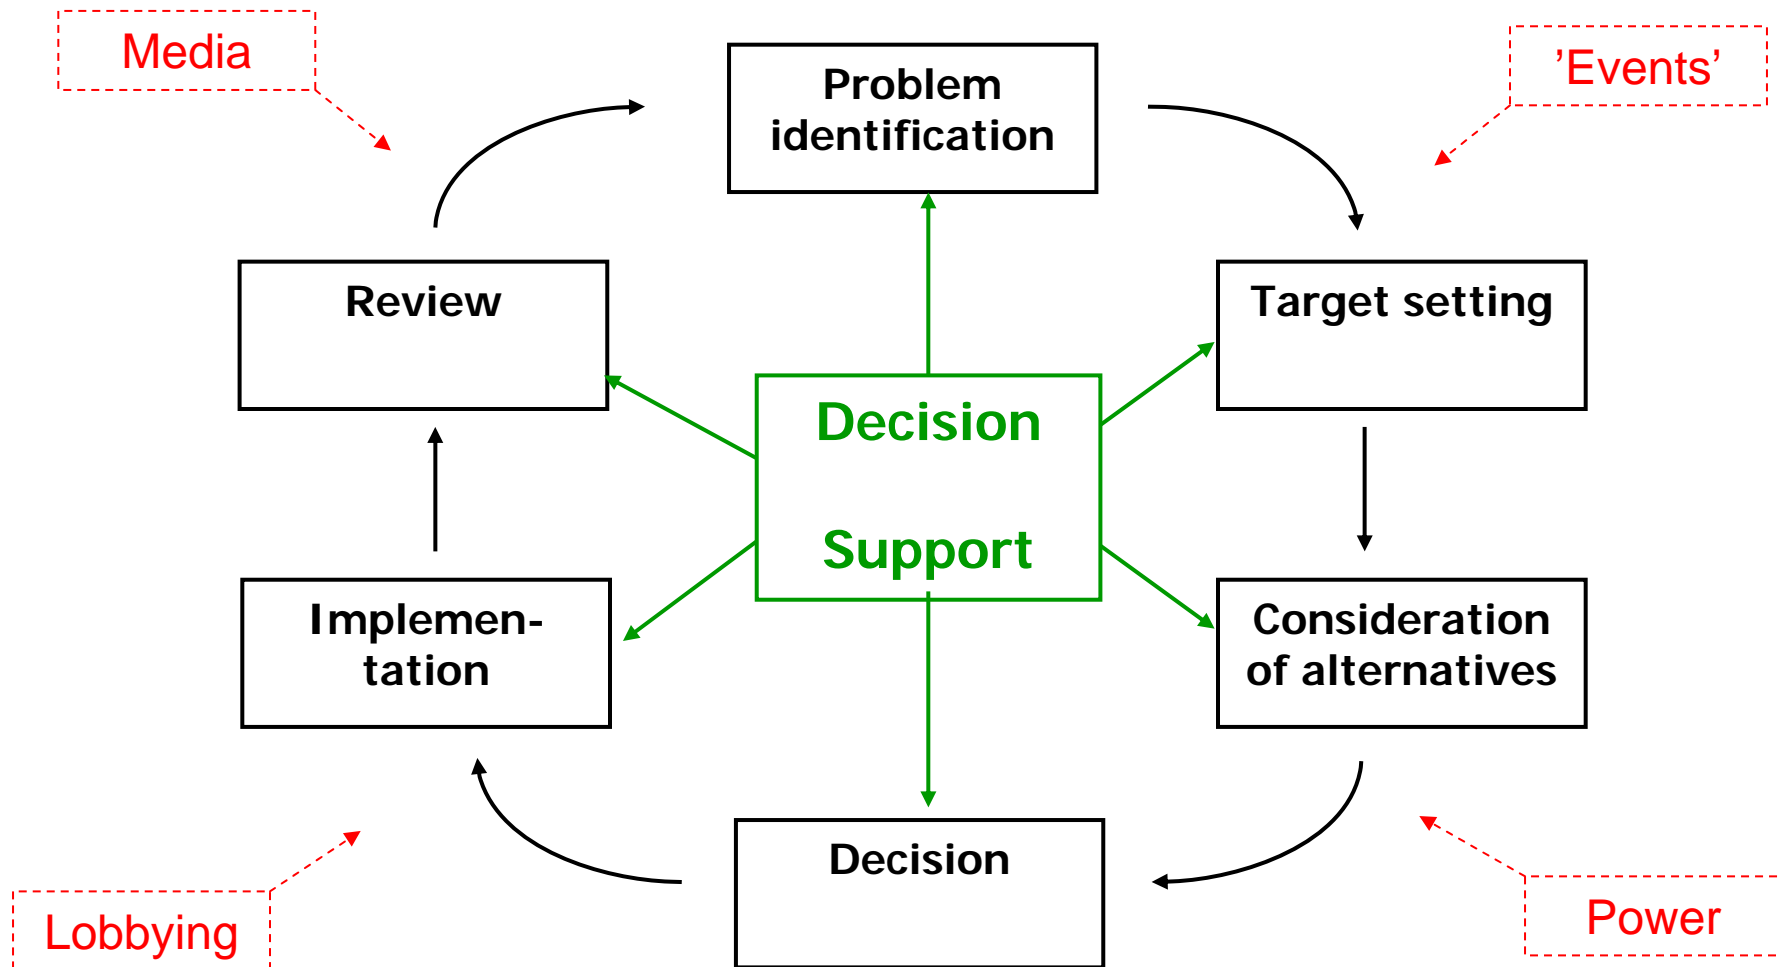 Media
Problem
identification
’Events’
Review
Target setting
Decision
Support
Implemen-
tation
Consideration
of alternatives
Decision
Lobbying
Power